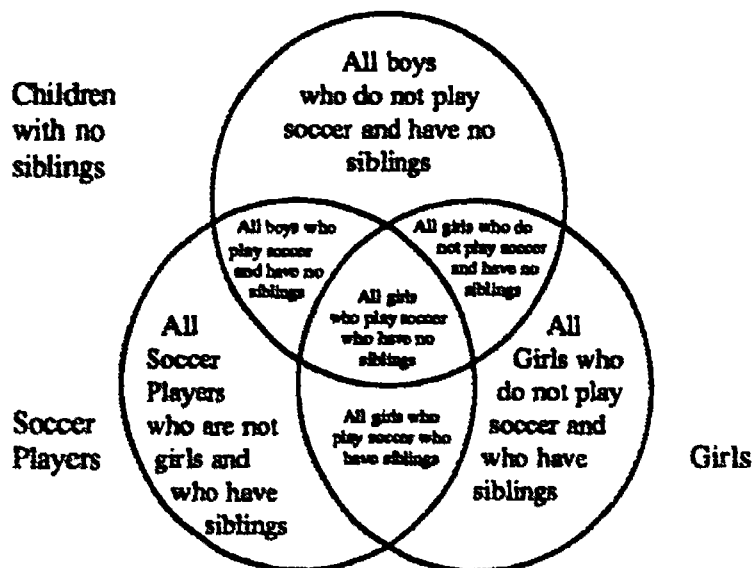 Children
with no
siblings
All boys
who do not play
soccer and have no
siblings
All boys who
play soccer
and have no
siblings
All girls who do
not play soccer
and have no
siblings
All girls
who play soccer
who have no
siblings
All
Soccer
Players
who are not
girls and
who have
siblings
All
Girls who
do not play
soccer and
who have
siblings
All girls who
play soccer who
have siblings
Soccer
Players
Girls